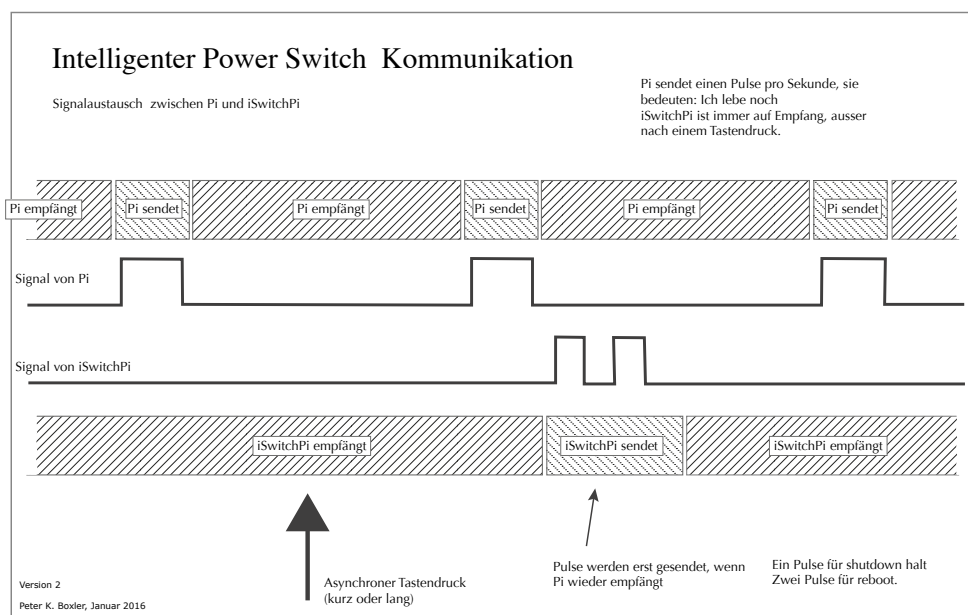 Intelligenter Power Switch Kommunikation
Signalaustausch zwischen Pi und iSwitchPi
Pi sendet einen Pulse pro Sekunde, sie
bedeuten: Ich lebe noch
iSwitchPi ist immer auf Empfang, ausser
nach einem Tastendruck.
Pi empfängt Pi sendet Pi empfängt Pi sendet Pi empfängt Pi sendet
Signal von Pi
Signal von iSwitchPi
iSwitchPi empfängt iSwitchPi sendet iSwitchPi empfängt
Pulse werden erst gesendet, wenn
Pi wieder empfängt
Ein Pulse für shutdown halt
Zwei Pulse für reboot.
Asynchroner Tastendruck
(kurz oder lang)
Version 2
Peter K. Boxler, Januar 2016